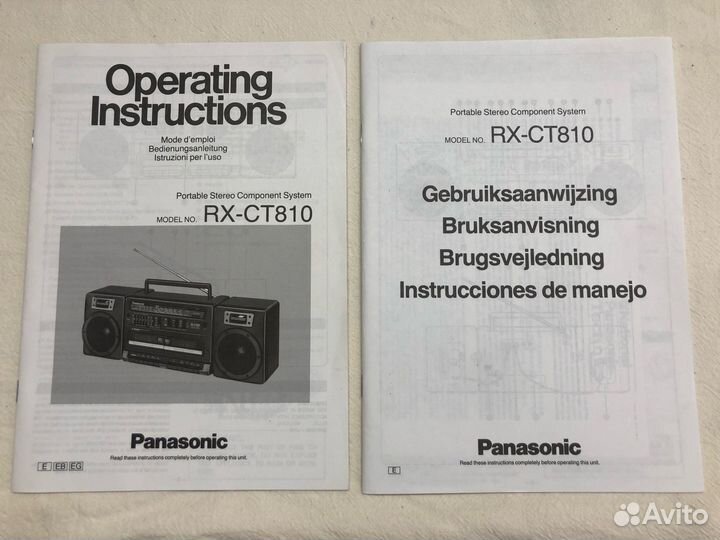 Operating
Instructions
Mode d'emploi
Bedienungsanleitung
Istruzioni per l'uso
Portable Stereo Component System
MODEL NO. RX-CT810
Panasonic
Read these instructions completely before operating this unit.
E EB EG
Portable Stereo Component System
MODEL NO. RX-CT810
Gebruiksaanwijzing
Bruksanvisning
Brugsvejledning
Instrucciones de manejo
Panasonic
Read these instructions completely before operating this unit.
E
Avito